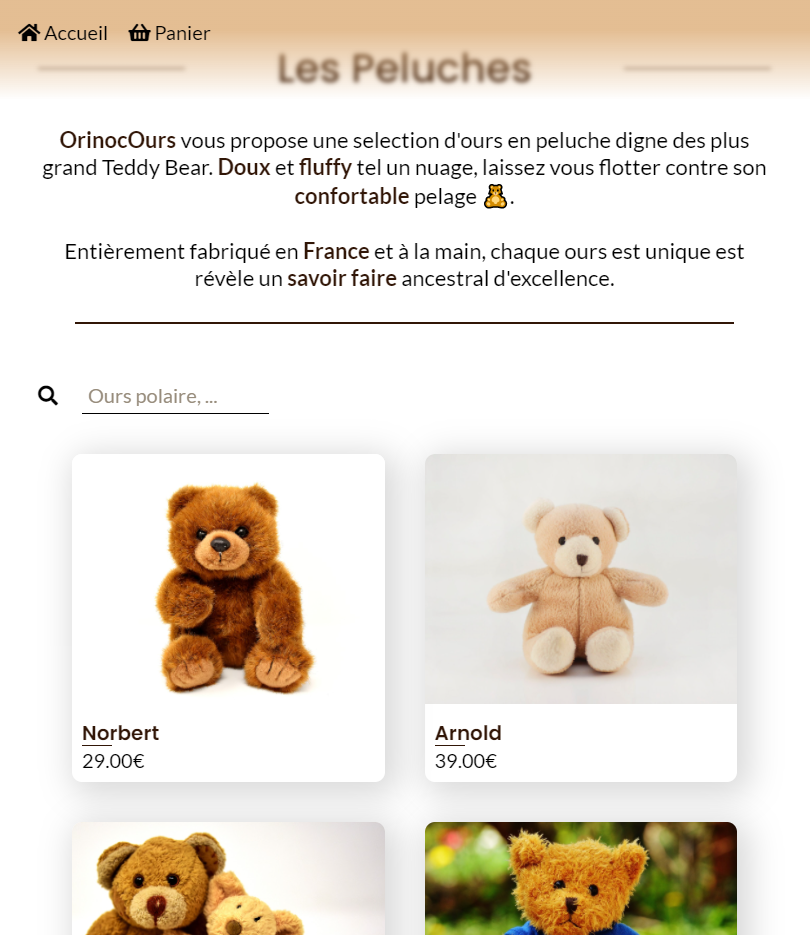 Accueil Panier
Les Peluches
OrinocOurs vous propose une selection d'ours en peluche digne des plus
grand Teddy Bear. Doux et fluffy tel un nuage, laissez vous flotter contre son
confortable pelage 🧸.
Entièrement fabriqué en France et à la main, chaque ours est unique est
révèle un savoir faire ancestral d'excellence.
Ours polaire, ...
Norbert
29.00€
Arnold
39.00€